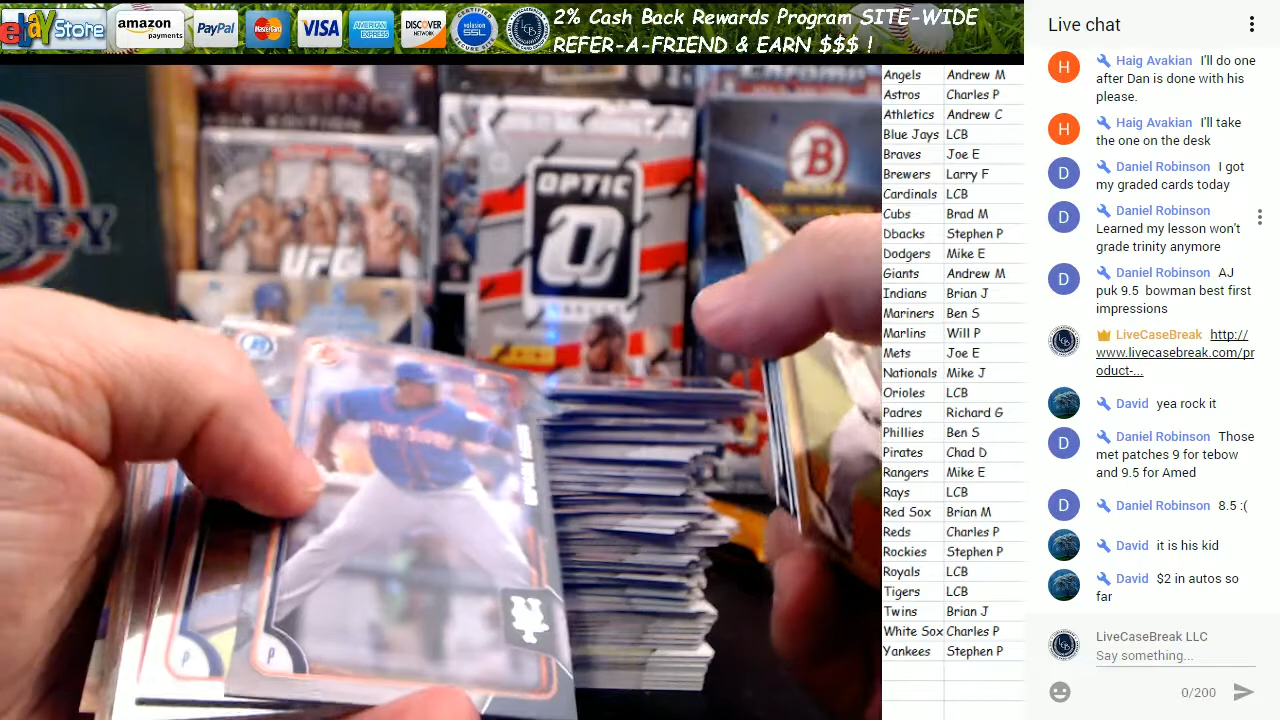 ebay Store
amazon payments
PayPal
MasterCard
VISA
AMERICAN EXPRESS
DISCOVER NETWORK
2% Cash Back Rewards Program SITE-WIDE
REFER-A-FRIEND & EARN $$$ !
UFC
OPTIC
B
P
P
Angels Andrew M
Astros Charles P
Athletics Andrew C
Blue Jays LCB
Braves Joe E
Brewers Larry F
Cardinals LCB
Cubs Brad M
Dbacks Stephen P
Dodgers Mike E
Giants Andrew M
Indians Brian J
Mariners Ben S
Marlins Will P
Mets Joe E
Nationals Mike J
Orioles LCB
Padres Richard G
Phillies Ben S
Pirates Chad D
Rangers Mike E
Rays LCB
Red Sox Brian M
Reds Charles P
Rockies Stephen P
Royals LCB
Tigers LCB
Twins Brian J
White Sox Charles P
Yankees Stephen P
Live chat
H
Haig Avakian I'll do one
after Dan is done with his
please.
H
Haig Avakian I'll take
the one on the desk
D
Daniel Robinson I got
my graded cards today
D
Daniel Robinson
Learned my lesson won't
grade trinity anymore
D
Daniel Robinson AJ
puk 9.5 bowman best first
impressions
LiveCaseBreak http://
www.livecasebreak.com/pr
oduct-...
David yea rock it
D
Daniel Robinson Those
met patches 9 for tebow
and 9.5 for Amed
D
Daniel Robinson 8.5 :(
David it is his kid
David $2 in autos so
far
LiveCaseBreak LLC
Say something...
0/200